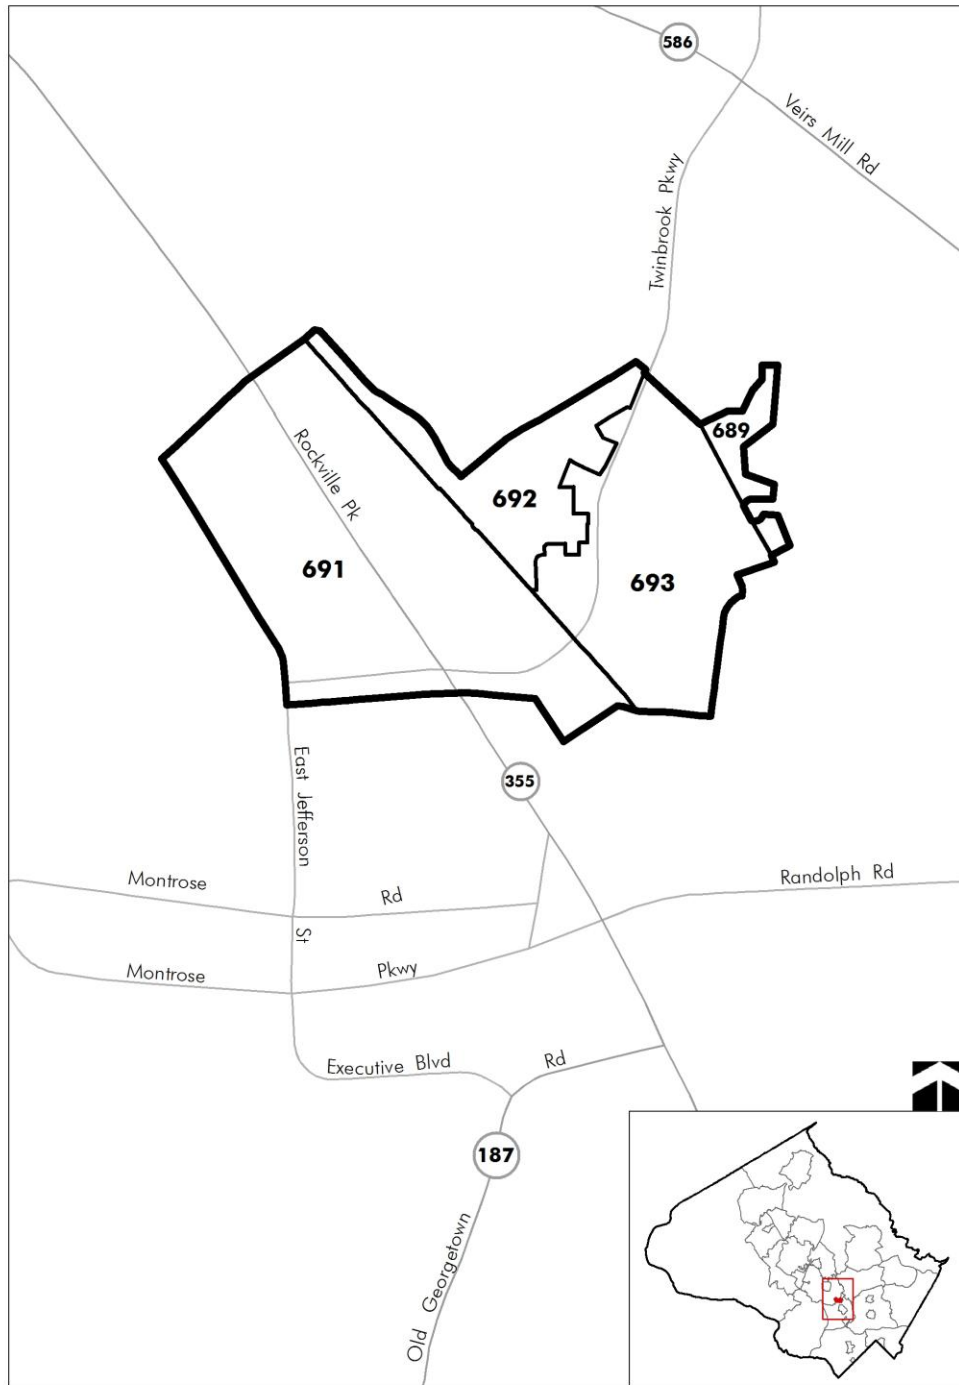 586
Veirs Mill Rd
Twinbrook Pkwy
689
Rockville Pk
692
691
693
East Jefferson St
355
Montrose Rd
Randolph Rd
Montrose Pkwy
Executive Blvd
Rd
187
Old Georgetown